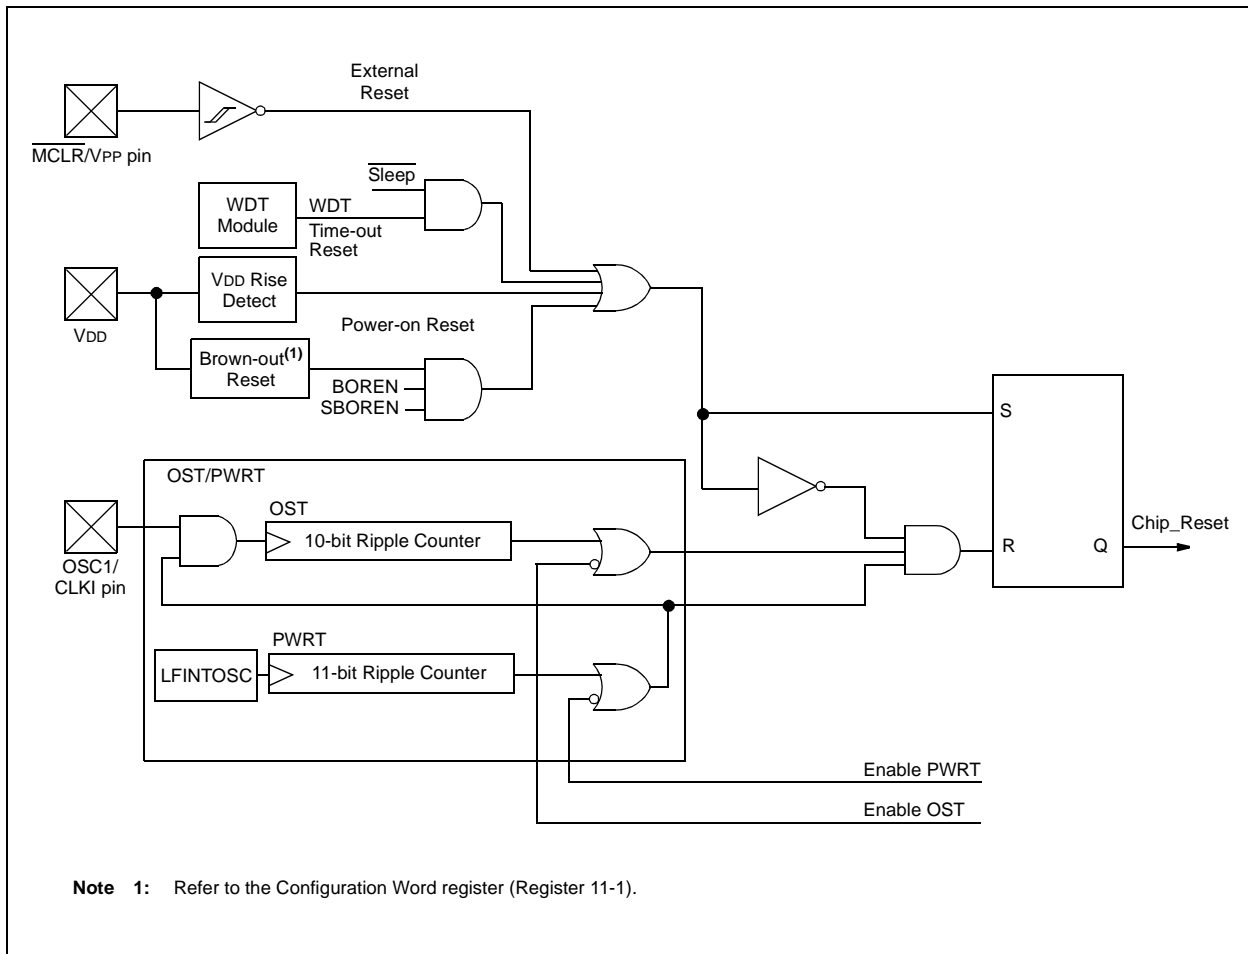 External
Reset
MCLR/VPP pin
Sleep
WDT
Module
WDT
Time-out
Reset
VDD Rise
Detect
VDD
Power-on Reset
Brown-out(1)
Reset
BOREN
SBOREN
S
OST/PWRT
OST
10-bit Ripple Counter
OSC1/
CLKI pin
Chip_Reset
R
Q
PWRT
LFINTOSC
11-bit Ripple Counter
Enable PWRT
Enable OST
Note 1: Refer to the Configuration Word register (Register 11-1).